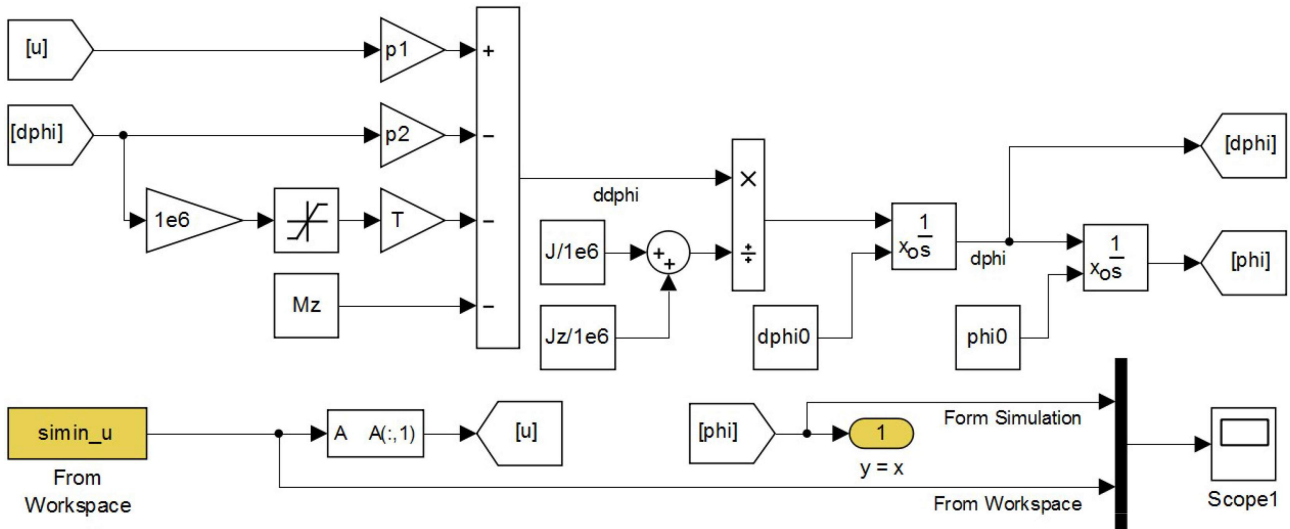 [u]
p1
+
[dphi]
p2
−
[dphi]
1e6
T
−
ddphi
×
÷
J/1e6
+
+
1
xos
dphi
1
xos
[phi]
Mz
−
Jz/1e6
dphi0
phi0
simin_u
From
Workspace
A A(:,1)
[u]
[phi]
1
y = x
Form Simulation
From Workspace
Scope1